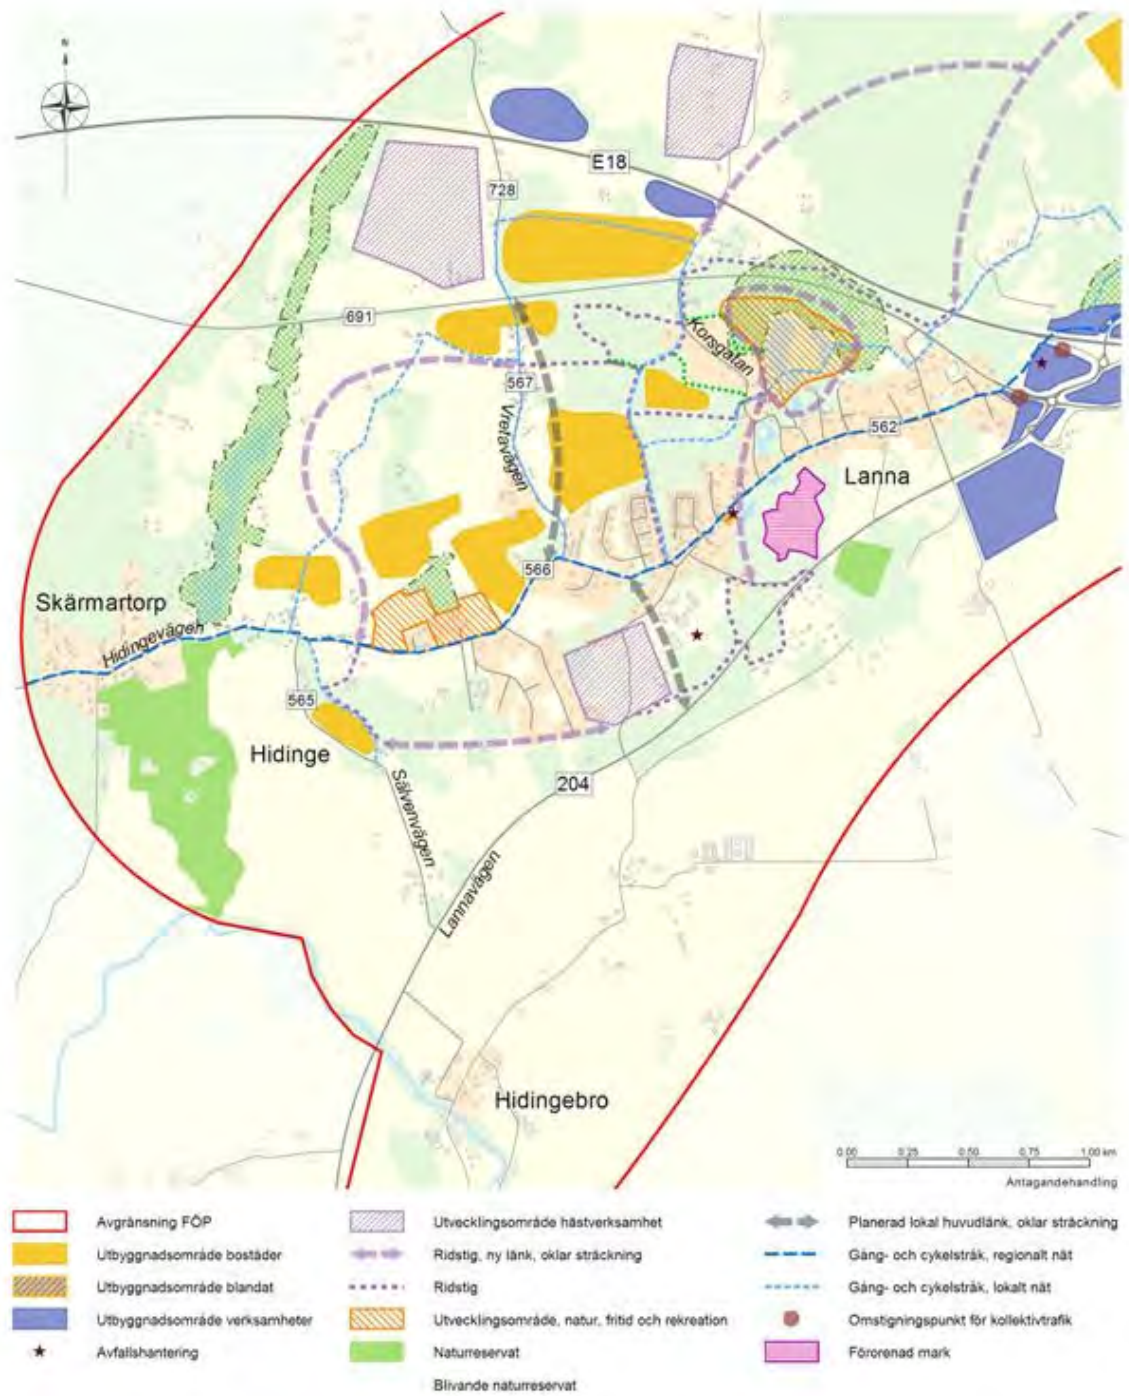 N
E18
728
691
Korsgatan
567
Vretavägen
562
Lanna
566
Skärmartorp
Hidingevägen
565
Hidinge
204
Sälvenvägen
Lannavägen
Hidingebro
0,00 0,25 0,50 0,75 1,00 km
Antagandehandling
Avgränsning FÖP
Utbyggnadsområde bostäder
Utbyggnadsområde blandat
Utbyggnadsområde verksamheter
Avfallshantering
Utvecklingsområde hästverksamhet
Ridstig, ny länk, oklar sträckning
Ridstig
Utvecklingsområde, natur, fritid och rekreation
Naturreservat
Blivande naturreservat
Planerad lokal huvudlänk, oklar sträckning
Gång- och cykelstråk, regionalt nät
Gång- och cykelstråk, lokalt nät
Omstigningspunkt för kollektivtrafik
Förorenad mark